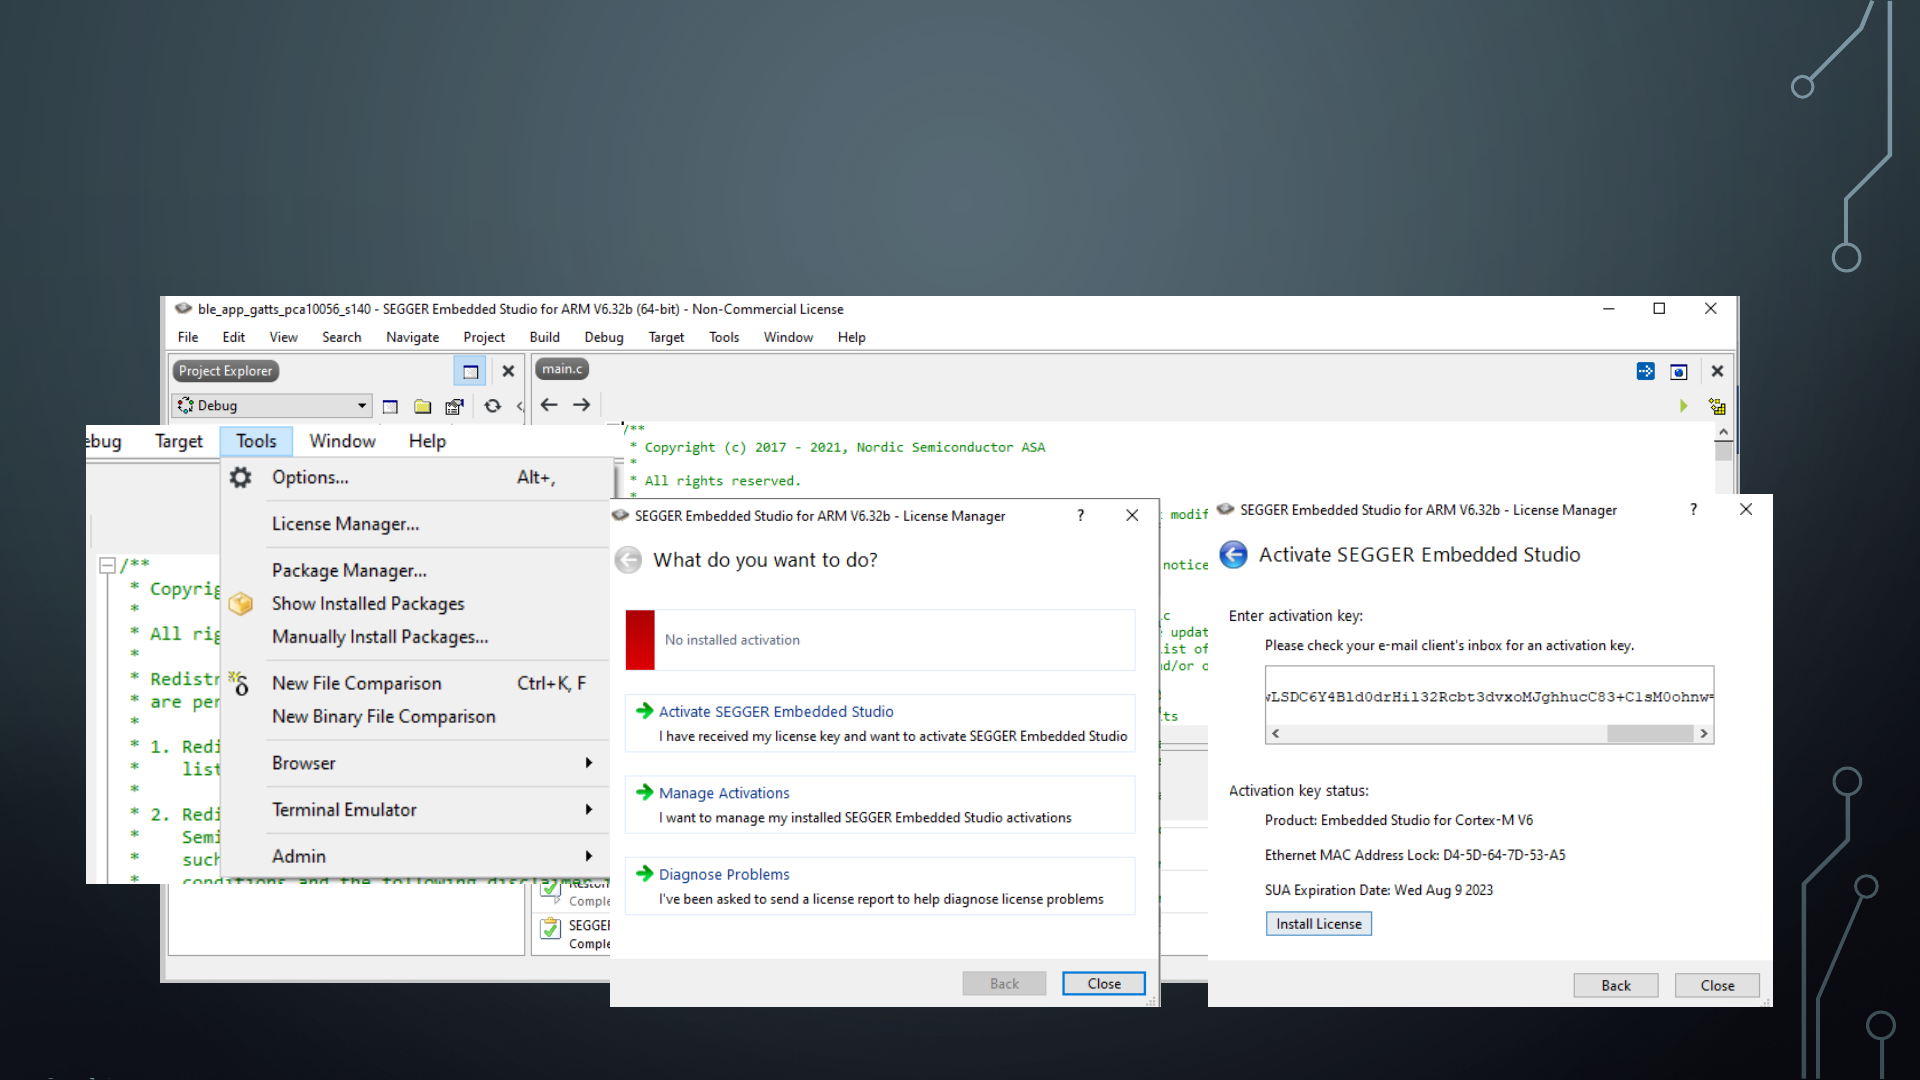 ble_app_gatts_pca10056_s140 - SEGGER Embedded Studio for ARM V6.32b (64-bit) - Non-Commercial License
File Edit View Search Navigate Project Build Debug Target Tools Window Help
Project Explorer
main.c
Debug
/**
* Copyright (c) 2017 - 2021, Nordic Semiconductor ASA
*
* All rights reserved.
*
ebug Target Tools Window Help
Options... Alt+,
License Manager...
Package Manager...
Show Installed Packages
Manually Install Packages...
New File Comparison Ctrl+K, F
New Binary File Comparison
Browser
Terminal Emulator
Admin
/**
* Copyrig
*
* All rig
*
* Redistr
* are per
*
* 1. Redi
* list
*
* 2. Redi
* Semi
* such
* conditions and the following disclaimer
Comple
SEGGER
Comple
SEGGER Embedded Studio for ARM V6.32b - License Manager
What do you want to do?
No installed activation
Activate SEGGER Embedded Studio
I have received my license key and want to activate SEGGER Embedded Studio
Manage Activations
I want to manage my installed SEGGER Embedded Studio activations
Diagnose Problems
I've been asked to send a license report to help diagnose license problems
Back Close
modif
notice
updat
ist of
d/or o
ts
SEGGER Embedded Studio for ARM V6.32b - License Manager
Activate SEGGER Embedded Studio
Enter activation key:
Please check your e-mail client's inbox for an activation key.
LSDC6Y4Bld0drHil32Rcbt3dvxoMJghhucC83+ClsM0ohnw=
Activation key status:
Product: Embedded Studio for Cortex-M V6
Ethernet MAC Address Lock: D4-5D-64-7D-53-A5
SUA Expiration Date: Wed Aug 9 2023
Install License
Back Close